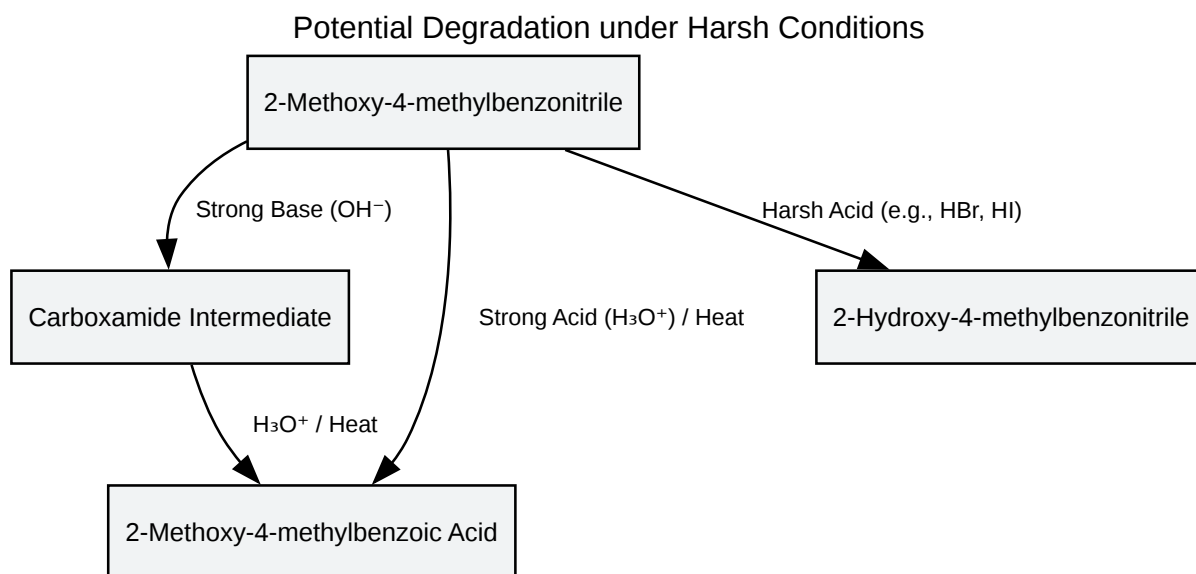 Potential Degradation under Harsh Conditions
2-Methoxy-4-methylbenzonitrile
Strong Base (OH⁻)
Harsh Acid (e.g., HBr, HI)
Carboxamide Intermediate
Strong Acid (H₃O⁺) / Heat
2-Hydroxy-4-methylbenzonitrile
H₃O⁺ / Heat
2-Methoxy-4-methylbenzoic Acid